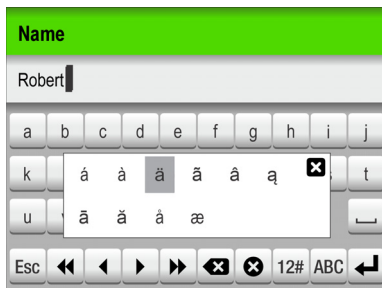 Name
Robert
a b c d e f g h i j
k á à ä ã â ą t
u ā ă å æ
Esc 12# ABC